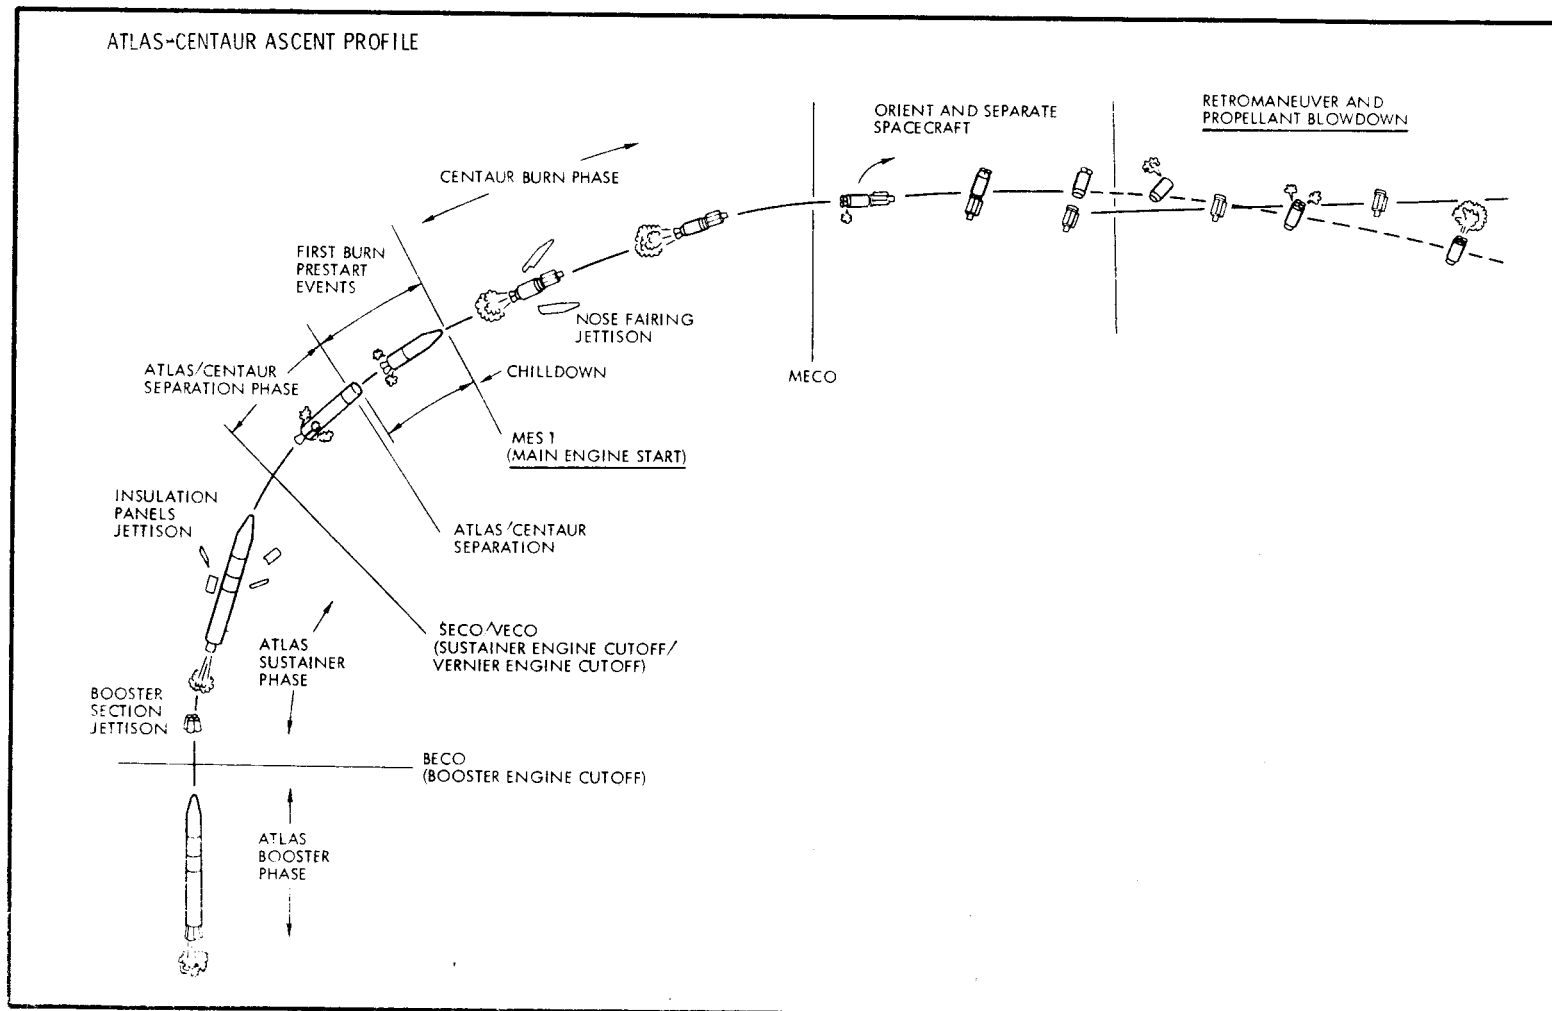 ATLAS-CENTAUR ASCENT PROFILE
RETROMANEUVER AND
PROPELLANT BLOWDOWN
ORIENT AND SEPARATE
SPACECRAFT
CENTAUR BURN PHASE
FIRST BURN
PRESTART
EVENTS
NOSE FAIRING
JETTISON
ATLAS/CENTAUR
SEPARATION PHASE
CHILLDOWN
MECO
MES 1
(MAIN ENGINE START)
INSULATION
PANELS
JETTISON
ATLAS/CENTAUR
SEPARATION
SECO/VECO
(SUSTAINER ENGINE CUTOFF/
VERNIER ENGINE CUTOFF)
ATLAS
SUSTAINER
PHASE
BOOSTER
SECTION
JETTISON
BECO
(BOOSTER ENGINE CUTOFF)
ATLAS
BOOSTER
PHASE